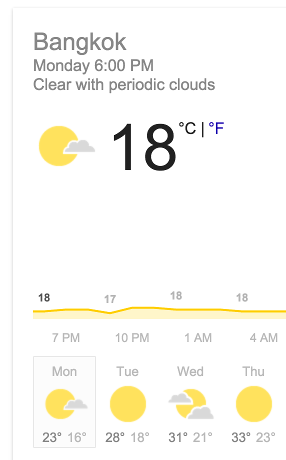 Bangkok
Monday 6:00 PM
Clear with periodic clouds
18 °C | °F
18 17 18 18
7 PM 10 PM 1 AM 4 AM
Mon Tue Wed Thu
23° 16° 28° 18° 31° 21° 33° 23°